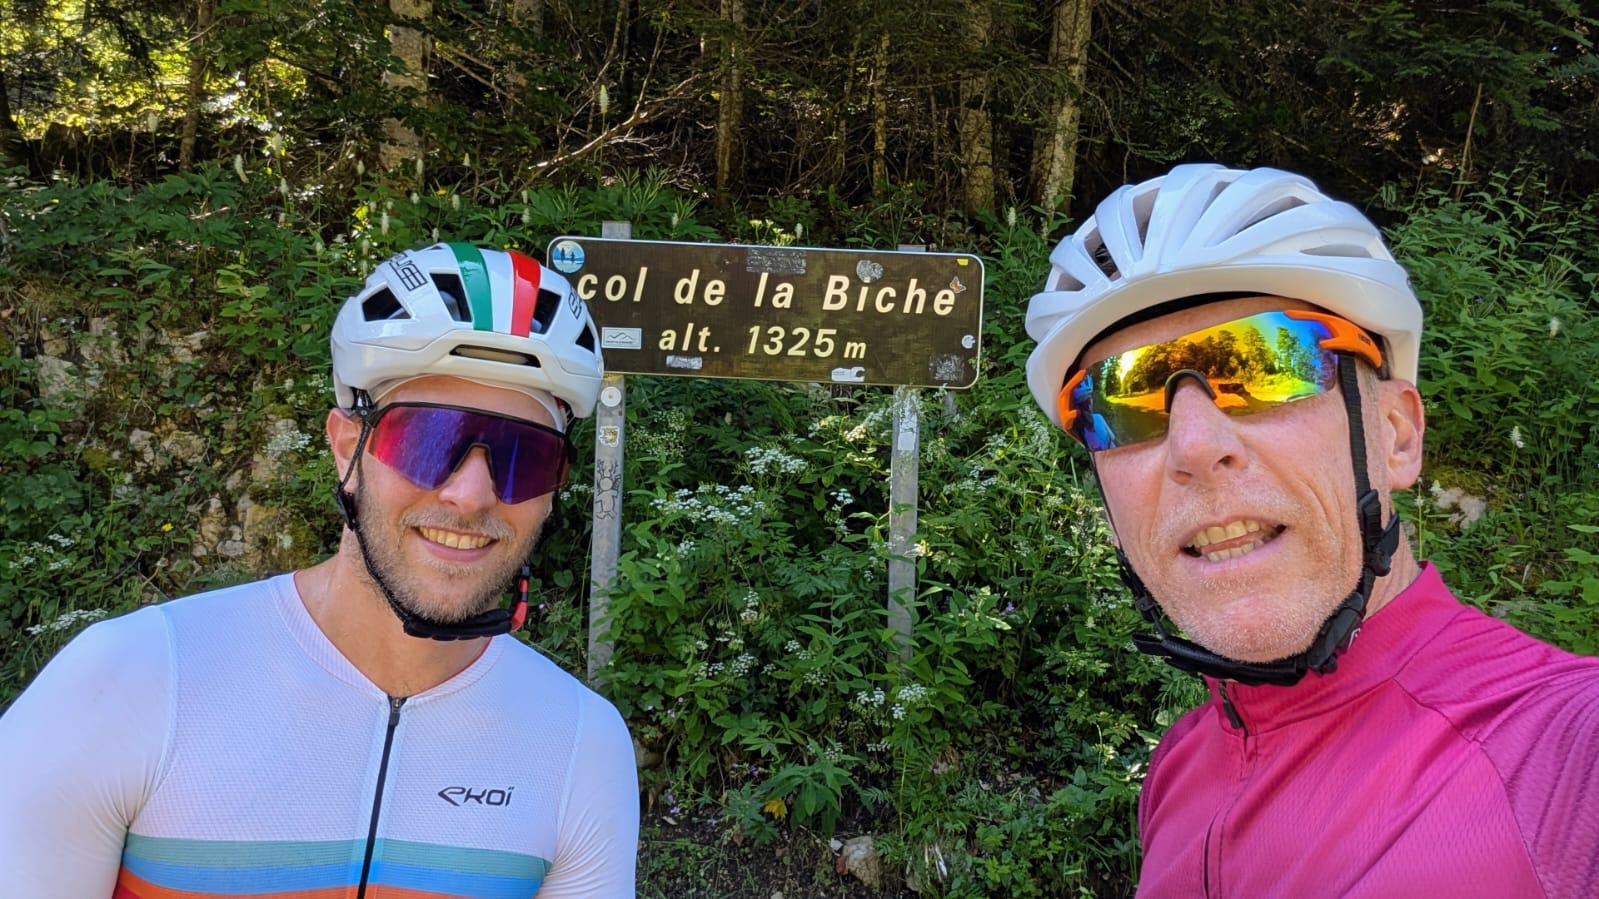 col de la Biche
alt. 1325 m
EKOÏ